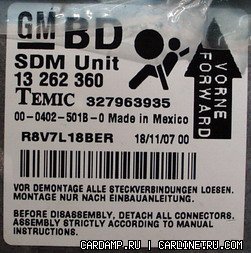 GM BD
SDM Unit
13 262 360
TEMIC 327963935
00-0402-501B-0 Made in Mexico
R8V7L18BER 18/11/07 00
VORNE
FORWARD
VOR DEMONTAGE ALLE STECKVERBINDUNGEN LOESEN.
MONTAGE NUR NACH EINBAUANLEITUNG.
BEFORE DISASSEMBLY, DETACH ALL CONNECTORS.
ASSEMBLY STRICTLY ACCORDING TO MANUAL
INSTRUCTIONS.
CARDAMP.RU | CARLINETRU.COM